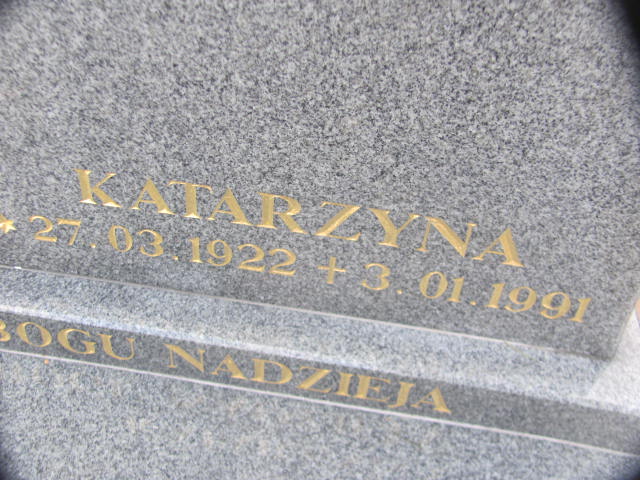 KATARZYNA
* 27.03.1922 + 3.01.1991
BOGU NADZIEJA